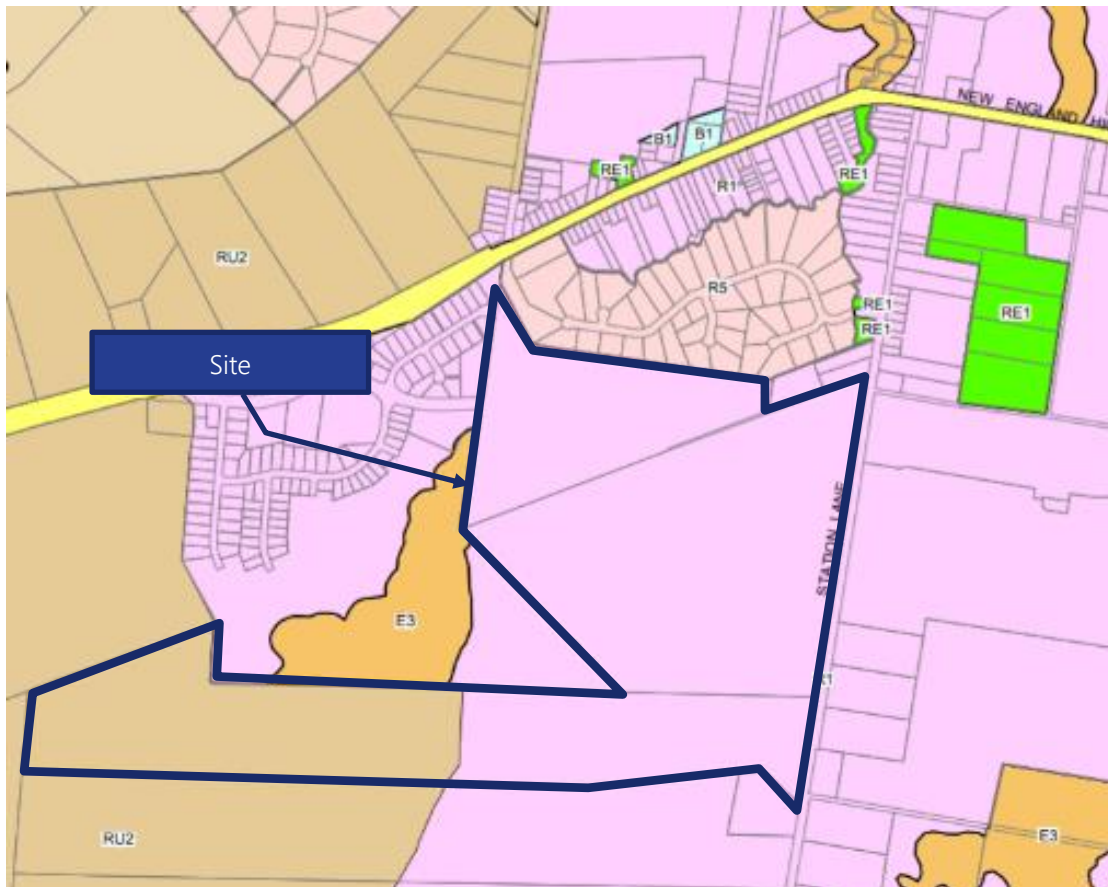 NEW ENGLAND H
B1
B1
RE1
RE1
R1
RU2
R5
RE1
RE1
RE1
Site
STATION LANE
E3
RU2
E3